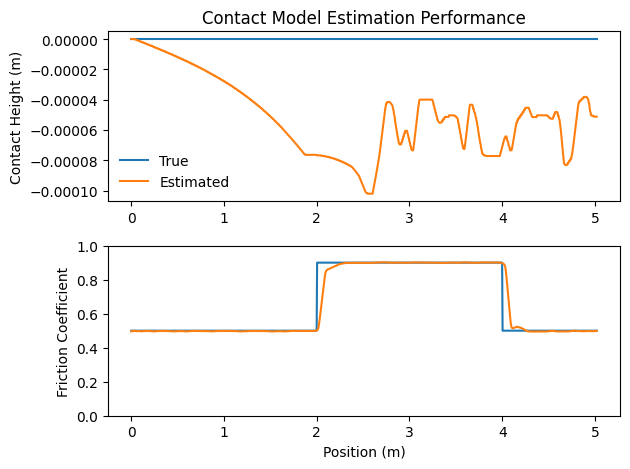 Contact Model Estimation Performance
Contact Height (m)
0.00000
−0.00002
−0.00004
−0.00006
−0.00008
−0.00010
True
Estimated
0 1 2 3 4 5
Friction Coefficient
1.0
0.8
0.6
0.4
0.2
0.0
0 1 2 3 4 5
Position (m)